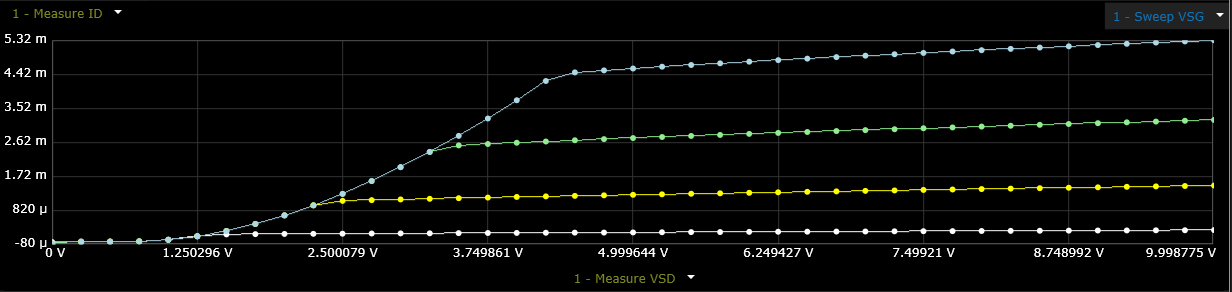 1 - Measure ID
1 - Sweep VSG
5.32 m
4.42 m
3.52 m
2.62 m
1.72 m
820 µ
-80 µ
0 V 1.250296 V 2.500079 V 3.749861 V 4.999644 V 6.249427 V 7.49921 V 8.748992 V 9.998775 V
1 - Measure VSD